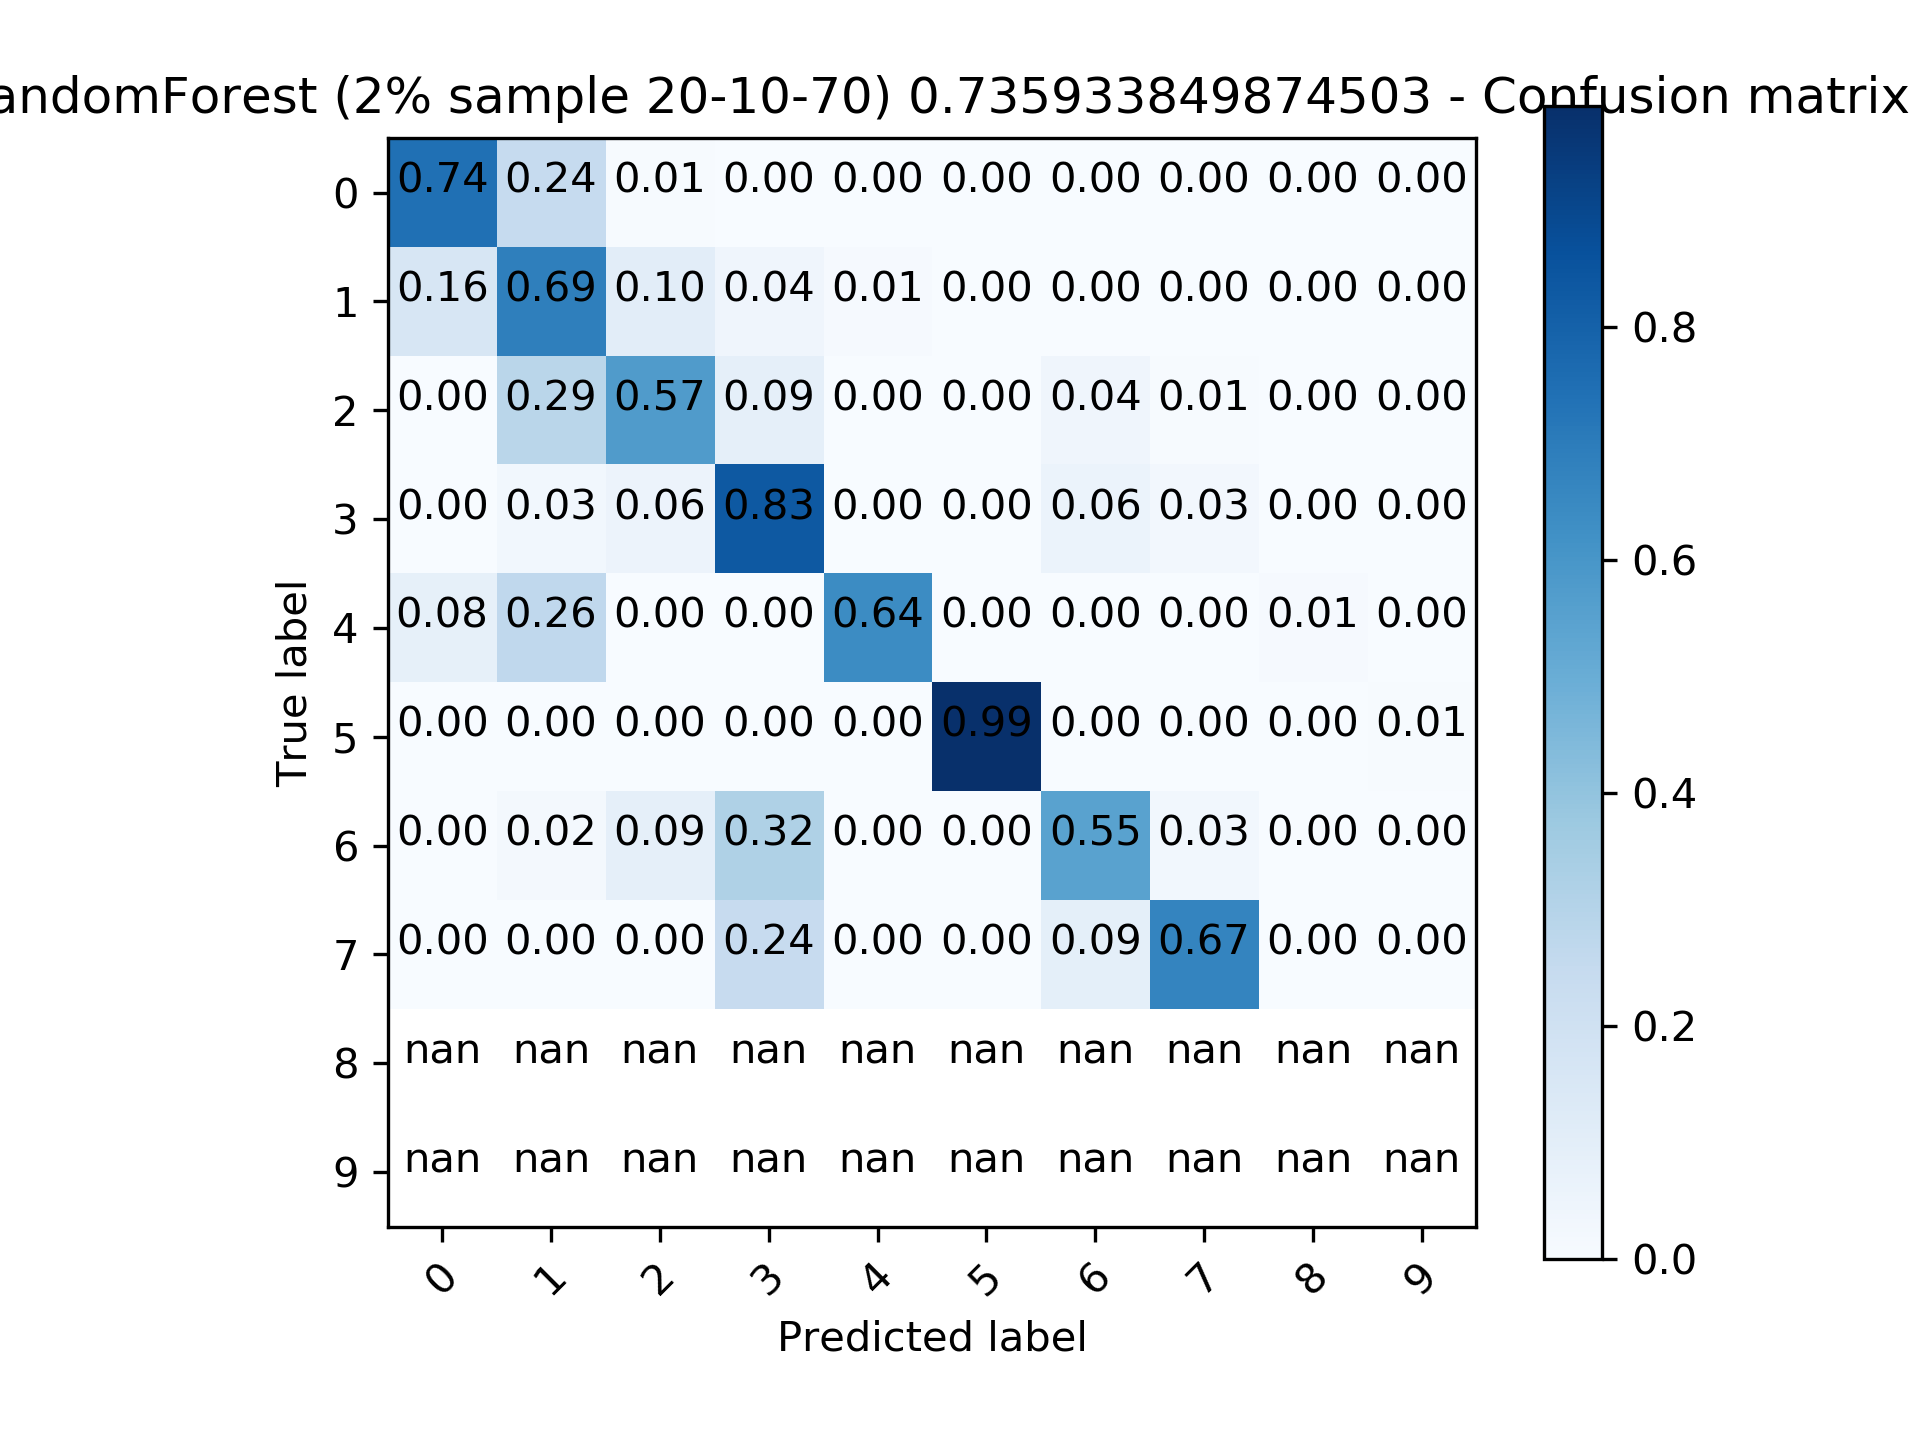 andomForest (2% sample 20-10-70) 0.735933849874503 - Confusion matrix
0 0.74 0.24 0.01 0.00 0.00 0.00 0.00 0.00 0.00 0.00
1 0.16 0.69 0.10 0.04 0.01 0.00 0.00 0.00 0.00 0.00
2 0.00 0.29 0.57 0.09 0.00 0.00 0.04 0.01 0.00 0.00
3 0.00 0.03 0.06 0.83 0.00 0.00 0.06 0.03 0.00 0.00
4 0.08 0.26 0.00 0.00 0.64 0.00 0.00 0.00 0.01 0.00
5 0.00 0.00 0.00 0.00 0.00 0.99 0.00 0.00 0.00 0.01
6 0.00 0.02 0.09 0.32 0.00 0.00 0.55 0.03 0.00 0.00
7 0.00 0.00 0.00 0.24 0.00 0.00 0.09 0.67 0.00 0.00
8 nan nan nan nan nan nan nan nan nan nan
9 nan nan nan nan nan nan nan nan nan nan
0 1 2 3 4 5 6 7 8 9
Predicted label
True label
0.8
0.6
0.4
0.2
0.0